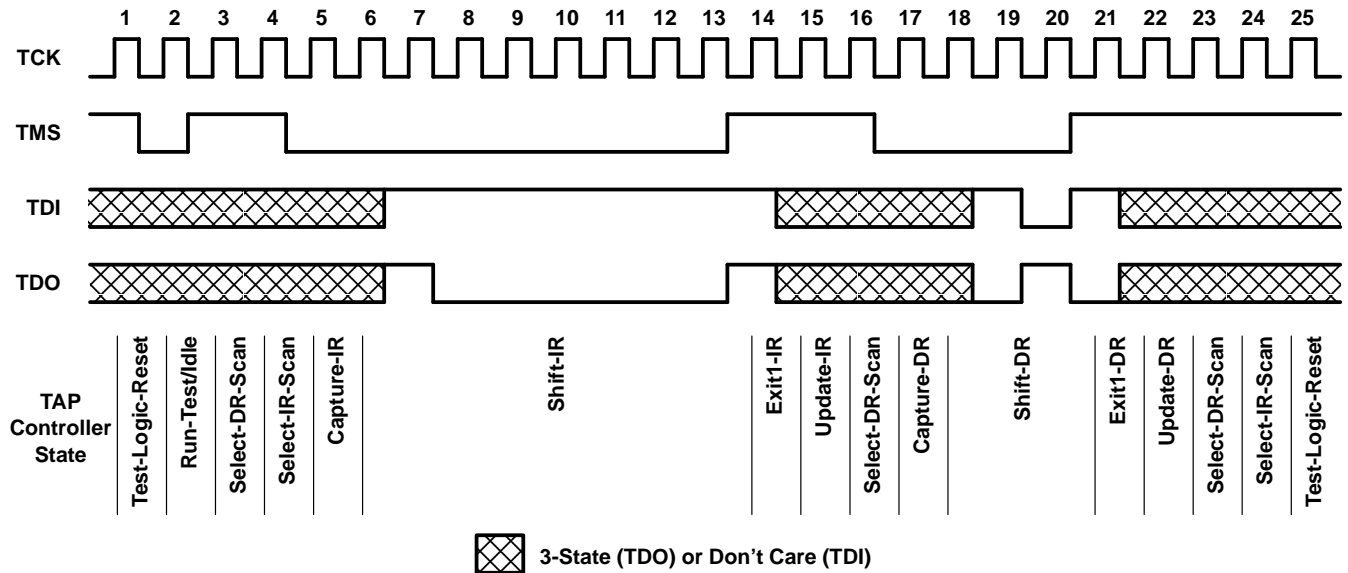 1 2 3 4 5 6 7 8 9 10 11 12 13 14 15 16 17 18 19 20 21 22 23 24 25
TCK
TMS
TDI
TDO
TAP
Controller
State
Test-Logic-Reset
Run-Test/Idle
Select-DR-Scan
Select-IR-Scan
Capture-IR
Shift-IR
Exit1-IR
Update-IR
Select-DR-Scan
Capture-DR
Shift-DR
Exit1-DR
Update-DR
Select-DR-Scan
Select-IR-Scan
Test-Logic-Reset
3-State (TDO) or Don't Care (TDI)